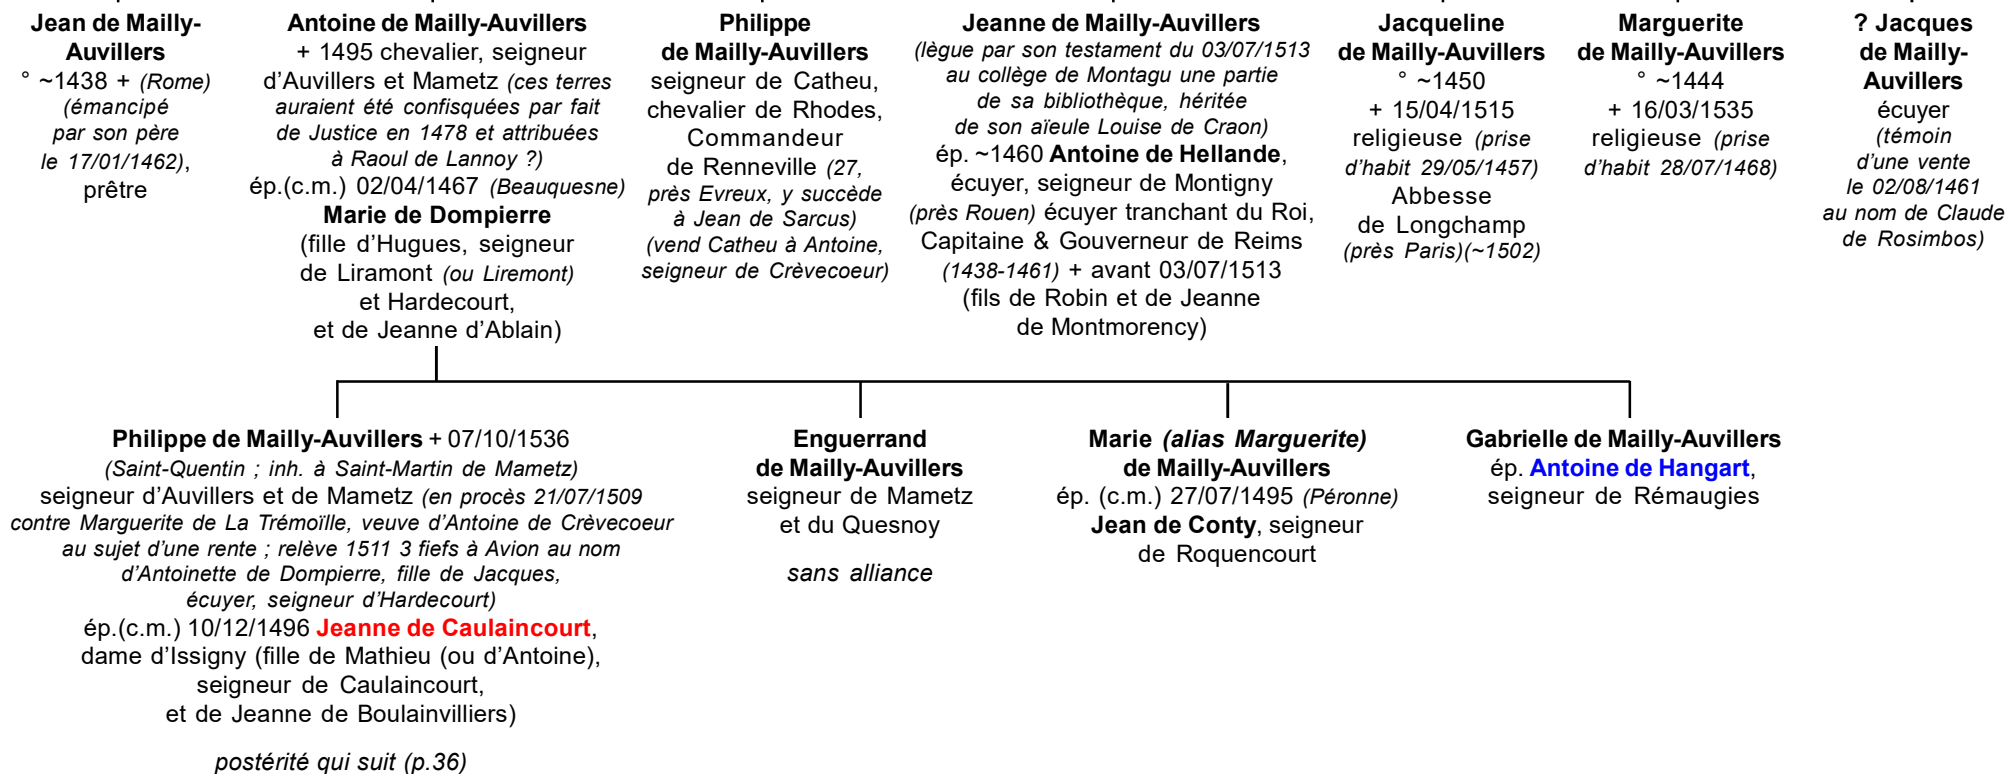 Jean de Mailly-
Auvillers
° ~1438 + (Rome)
(émancipé
par son père
le 17/01/1462),
prêtre
Antoine de Mailly-Auvillers
+ 1495 chevalier, seigneur
d’Auvillers et Mametz (ces terres
auraient été confisquées par fait
de Justice en 1478 et attribuées
à Raoul de Lannoy ?)
ép.(c.m.) 02/04/1467 (Beauquesne)
Marie de Dompierre
(fille d’Hugues, seigneur
de Liramont (ou Liremont)
et Hardecourt,
et de Jeanne d’Ablain)
Philippe
de Mailly-Auvillers
seigneur de Catheu,
chevalier de Rhodes,
Commandeur
de Renneville (27,
près Evreux, y succède
à Jean de Sarcus)
(vend Catheu à Antoine,
seigneur de Crèvecoeur)
Jeanne de Mailly-Auvillers
(lègue par son testament du 03/07/1513
au collège de Montagu une partie
de sa bibliothèque, héritée
de son aïeule Louise de Craon)
ép. ~1460 Antoine de Hellande,
écuyer, seigneur de Montigny
(près Rouen) écuyer tranchant du Roi,
Capitaine & Gouverneur de Reims
(1438-1461) + avant 03/07/1513
(fils de Robin et de Jeanne
de Montmorency)
Jacqueline
de Mailly-Auvillers
° ~1450
+ 15/04/1515
religieuse (prise
d’habit 29/05/1457)
Abbesse
de Longchamp
(près Paris)(~1502)
Marguerite
de Mailly-Auvillers
° ~1444
+ 16/03/1535
religieuse (prise
d’habit 28/07/1468)
? Jacques
de Mailly-
Auvillers
écuyer
(témoin
d’une vente
le 02/08/1461
au nom de Claude
de Rosimbos)
Philippe de Mailly-Auvillers + 07/10/1536
(Saint-Quentin ; inh. à Saint-Martin de Mametz)
seigneur d’Auvillers et de Mametz (en procès 21/07/1509
contre Marguerite de La Trémoïlle, veuve d’Antoine de Crèvecoeur
au sujet d’une rente ; relève 1511 3 fiefs à Avion au nom
d’Antoinette de Dompierre, fille de Jacques,
écuyer, seigneur d’Hardecourt)
ép.(c.m.) 10/12/1496 Jeanne de Caulaincourt,
dame d’Issigny (fille de Mathieu (ou d’Antoine),
seigneur de Caulaincourt,
et de Jeanne de Boulainvilliers)
postérité qui suit (p.36)
Enguerrand
de Mailly-Auvillers
seigneur de Mametz
et du Quesnoy
sans alliance
Marie (alias Marguerite)
de Mailly-Auvillers
ép. (c.m.) 27/07/1495 (Péronne)
Jean de Conty, seigneur
de Roquencourt
Gabrielle de Mailly-Auvillers
ép. Antoine de Hangart,
seigneur de Rémaugies